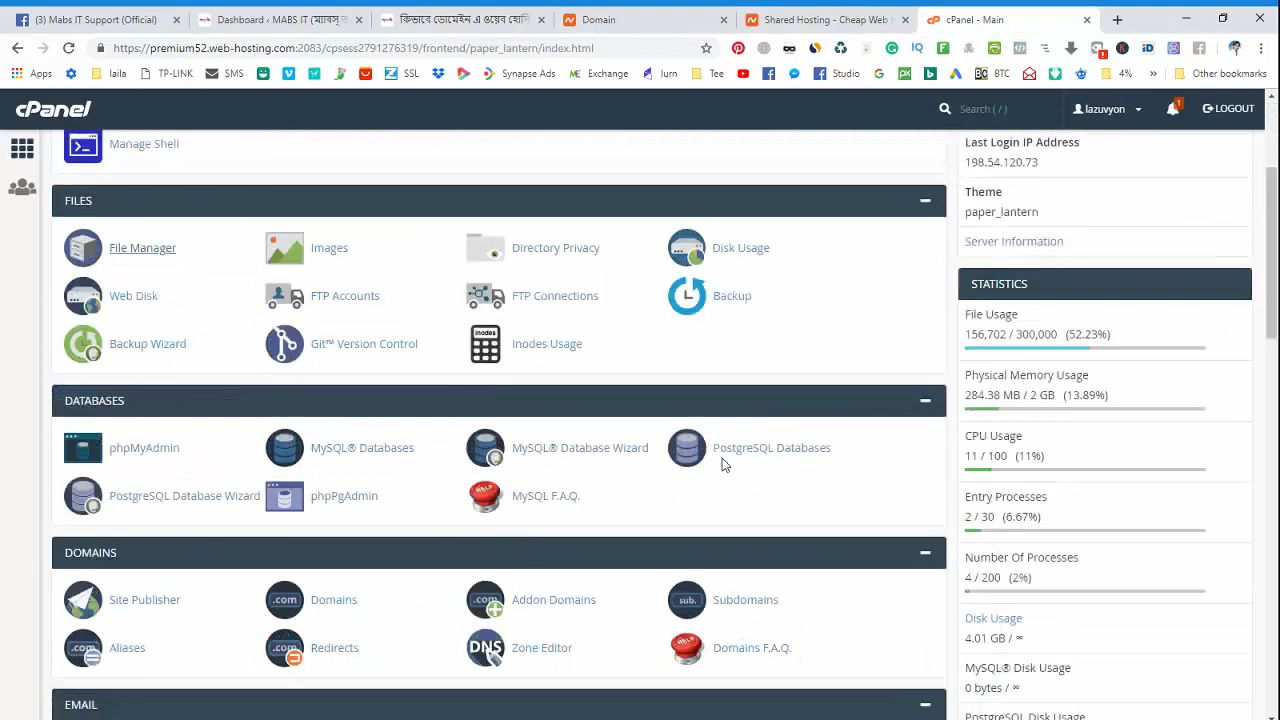 (3) Mabs IT Support (Official)
Dashboard ‹ MABS IT (ম্যাবস্
কিভাবে ডোমেইন এ ওয়েব হোসি
Domain
Shared Hosting - Cheap Web
cPanel - Main
https://premium52.web-hosting.com:2083/cpsess2791273119/frontend/paper_lantern/index.html
Apps
laila
TP-LINK
SMS
SSL
Synapse Ads
Exchange
Iurn
Tee
Studio
BTC
4%
Other bookmarks
cPanel
Search ( / )
lazuvyon
1
LOGOUT
Manage Shell
FILES
File Manager
Images
Directory Privacy
Disk Usage
Web Disk
FTP Accounts
FTP Connections
Backup
Backup Wizard
Git™ Version Control
Inodes Usage
DATABASES
phpMyAdmin
MySQL® Databases
MySQL® Database Wizard
PostgreSQL Databases
PostgreSQL Database Wizard
phpPgAdmin
MySQL F.A.Q.
DOMAINS
Site Publisher
Domains
Addon Domains
Subdomains
Aliases
Redirects
Zone Editor
Domains F.A.Q.
EMAIL
Last Login IP Address
198.54.120.73
Theme
paper_lantern
Server Information
STATISTICS
File Usage
156,702 / 300,000 (52.23%)
Physical Memory Usage
284.38 MB / 2 GB (13.89%)
CPU Usage
11 / 100 (11%)
Entry Processes
2 / 30 (6.67%)
Number Of Processes
4 / 200 (2%)
Disk Usage
4.01 GB / ∞
MySQL® Disk Usage
0 bytes / ∞
PostgreSQL Disk Usage